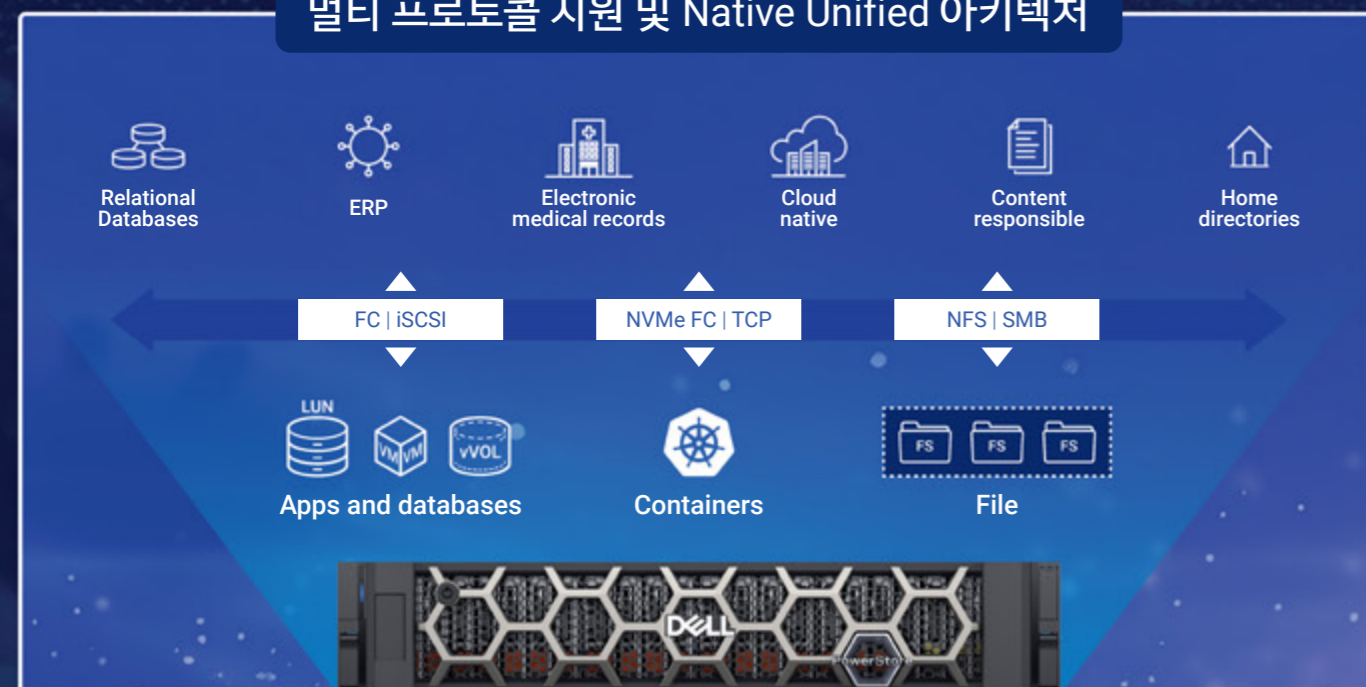 멀티 프로토콜 지원 및 Native Unified 아키텍처
Relational
Databases
ERP
Electronic
medical records
Cloud
native
Content
responsible
Home
directories
FC | iSCSI
NVMe FC | TCP
NFS | SMB
LUN
VM VM
vVOL
FS
FS
FS
Apps and databases
Containers
File
DELL
PowerStore